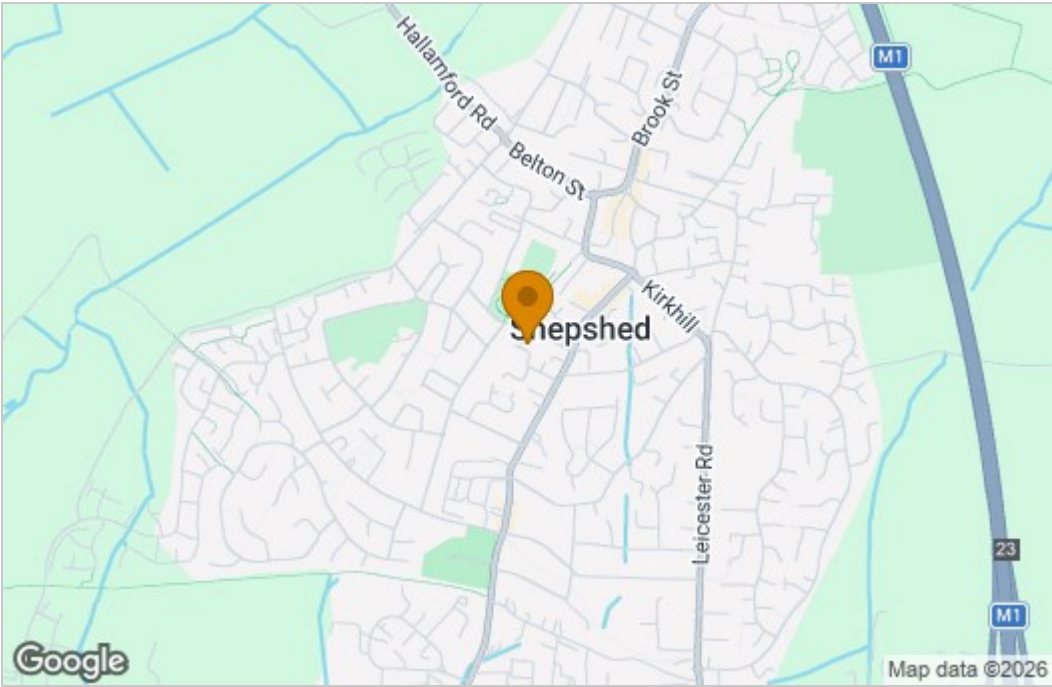 Hallamford Rd
Belton St
Brook St
M1
Kirkhill
Shepshed
Leicester Rd
23
M1
Google
Map data ©2026